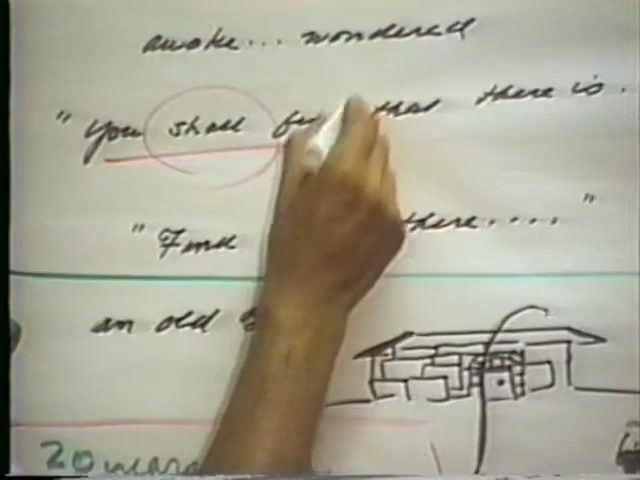 awoke... wondered
"You shall that there is.
"Find there...."
an old
20 years